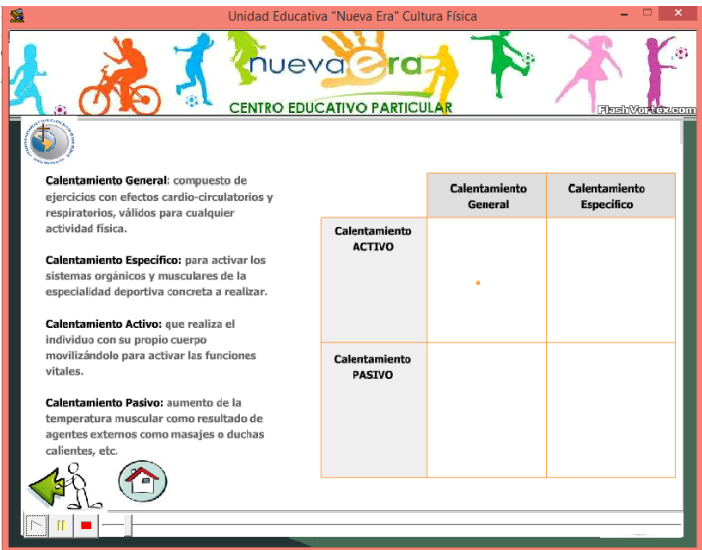 Unidad Educativa "Nueva Era" Cultura Física
nueva era
CENTRO EDUCATIVO PARTICULAR
FlashVortex.com
Calentamiento General: compuesto de
ejercicios con efectos cardio-circulatorios y
respiratorios, válidos para cualquier
actividad física.
Calentamiento Específico: para activar los
sistemas orgánicos y musculares de la
especialidad deportiva concreta a realizar.
Calentamiento Activo: que realiza el
individuo con su propio cuerpo
movilizándolo para activar las funciones
vitales.
Calentamiento Pasivo: aumento de la
temperatura muscular como resultado de
agentes externos como masajes o duchas
calientes, etc.
Calentamiento
General
Calentamiento
Específico
Calentamiento
ACTIVO
Calentamiento
PASIVO